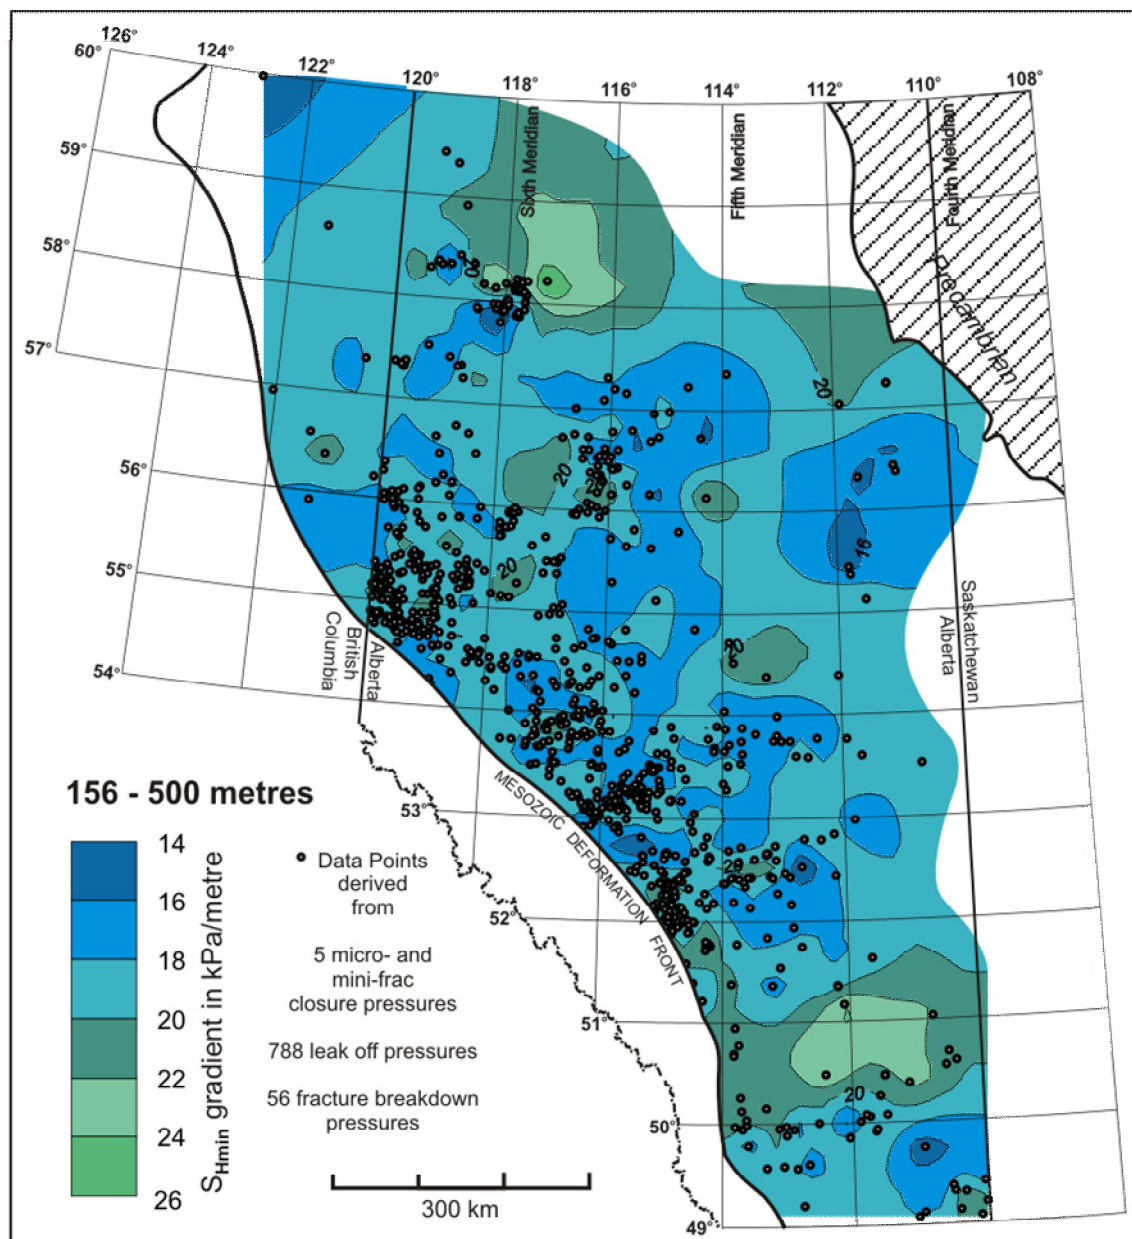 126°
124°
122°
120°
118°
116°
114°
112°
110°
108°
60°
59°
58°
57°
56°
55°
54°
53°
52°
51°
50°
49°
Sixth Meridian
Fifth Meridian
Fourth Meridian
Precambrian
20
20
20
20
16
20
20
20
20
Saskatchewan
Alberta
Alberta
British
Columbia
MESOZOIC DEFORMATION FRONT
156 - 500 metres
14
16
18
20
22
24
26
SHmin gradient in kPa/metre
Data Points
derived
from
5 micro- and
mini-frac
closure pressures
788 leak off pressures
56 fracture breakdown
pressures
300 km